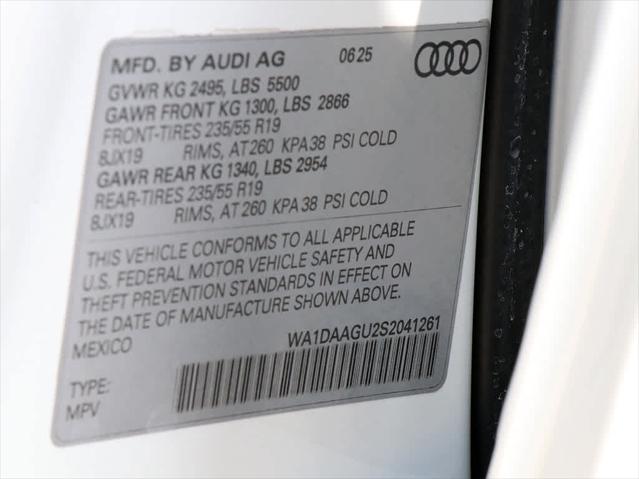 MFD. BY AUDI AG 06 25
GVWR KG 2495, LBS 5500
GAWR FRONT KG 1300, LBS 2866
FRONT-TIRES 235/55 R19
8JX19 RIMS, AT 260 KPA 38 PSI COLD
GAWR REAR KG 1340, LBS 2954
REAR-TIRES 235/55 R19
8JX19 RIMS, AT 260 KPA 38 PSI COLD
THIS VEHICLE CONFORMS TO ALL APPLICABLE
U.S. FEDERAL MOTOR VEHICLE SAFETY AND
THEFT PREVENTION STANDARDS IN EFFECT ON
THE DATE OF MANUFACTURE SHOWN ABOVE.
MEXICO WA1DAAGU2S2041261
TYPE:
MPV